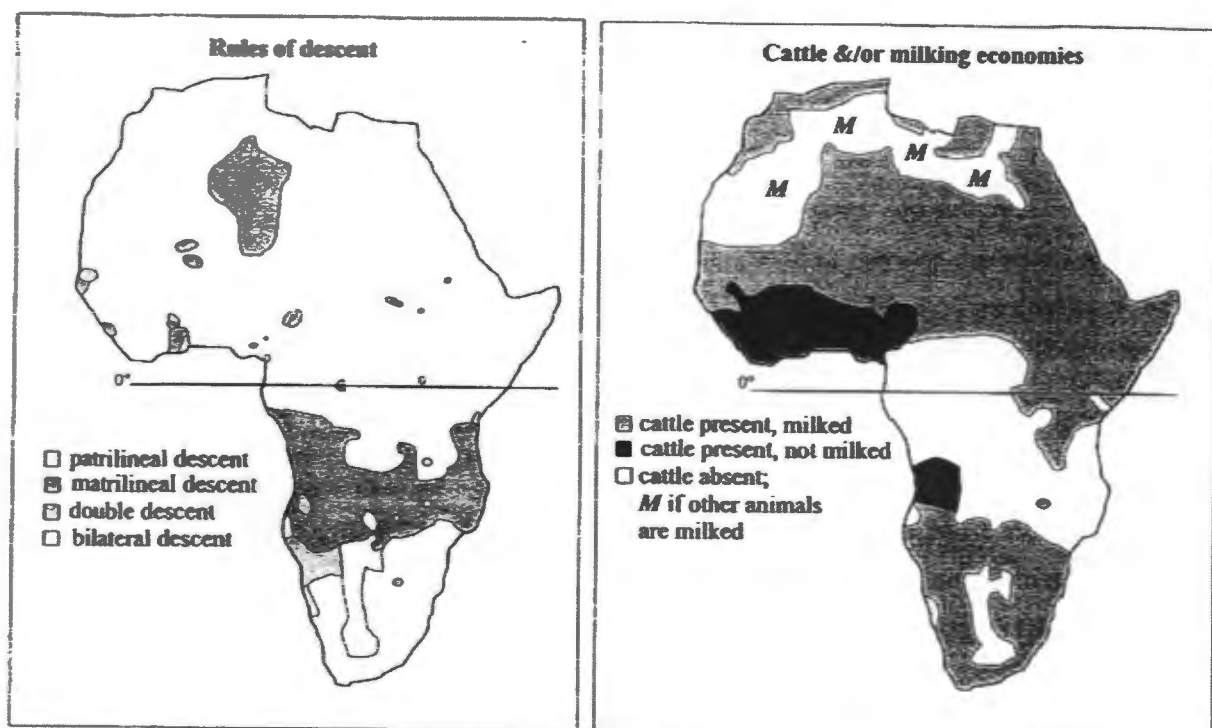 Rules of descent
0°
patrilineal descent
matrilineal descent
double descent
bilateral descent
Cattle &/or milking economies
M
M
M
M
0°
cattle present, milked
cattle present, not milked
cattle absent;
M if other animals
are milked